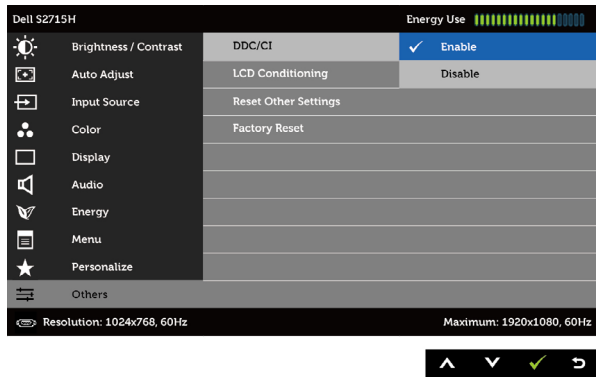 Dell S2715H Energy Use
Brightness / Contrast DDC/CI Enable
Auto Adjust LCD Conditioning Disable
Input Source Reset Other Settings
Color Factory Reset
Display
Audio
Energy
Menu
Personalize
Others
Resolution: 1024x768, 60Hz Maximum: 1920x1080, 60Hz